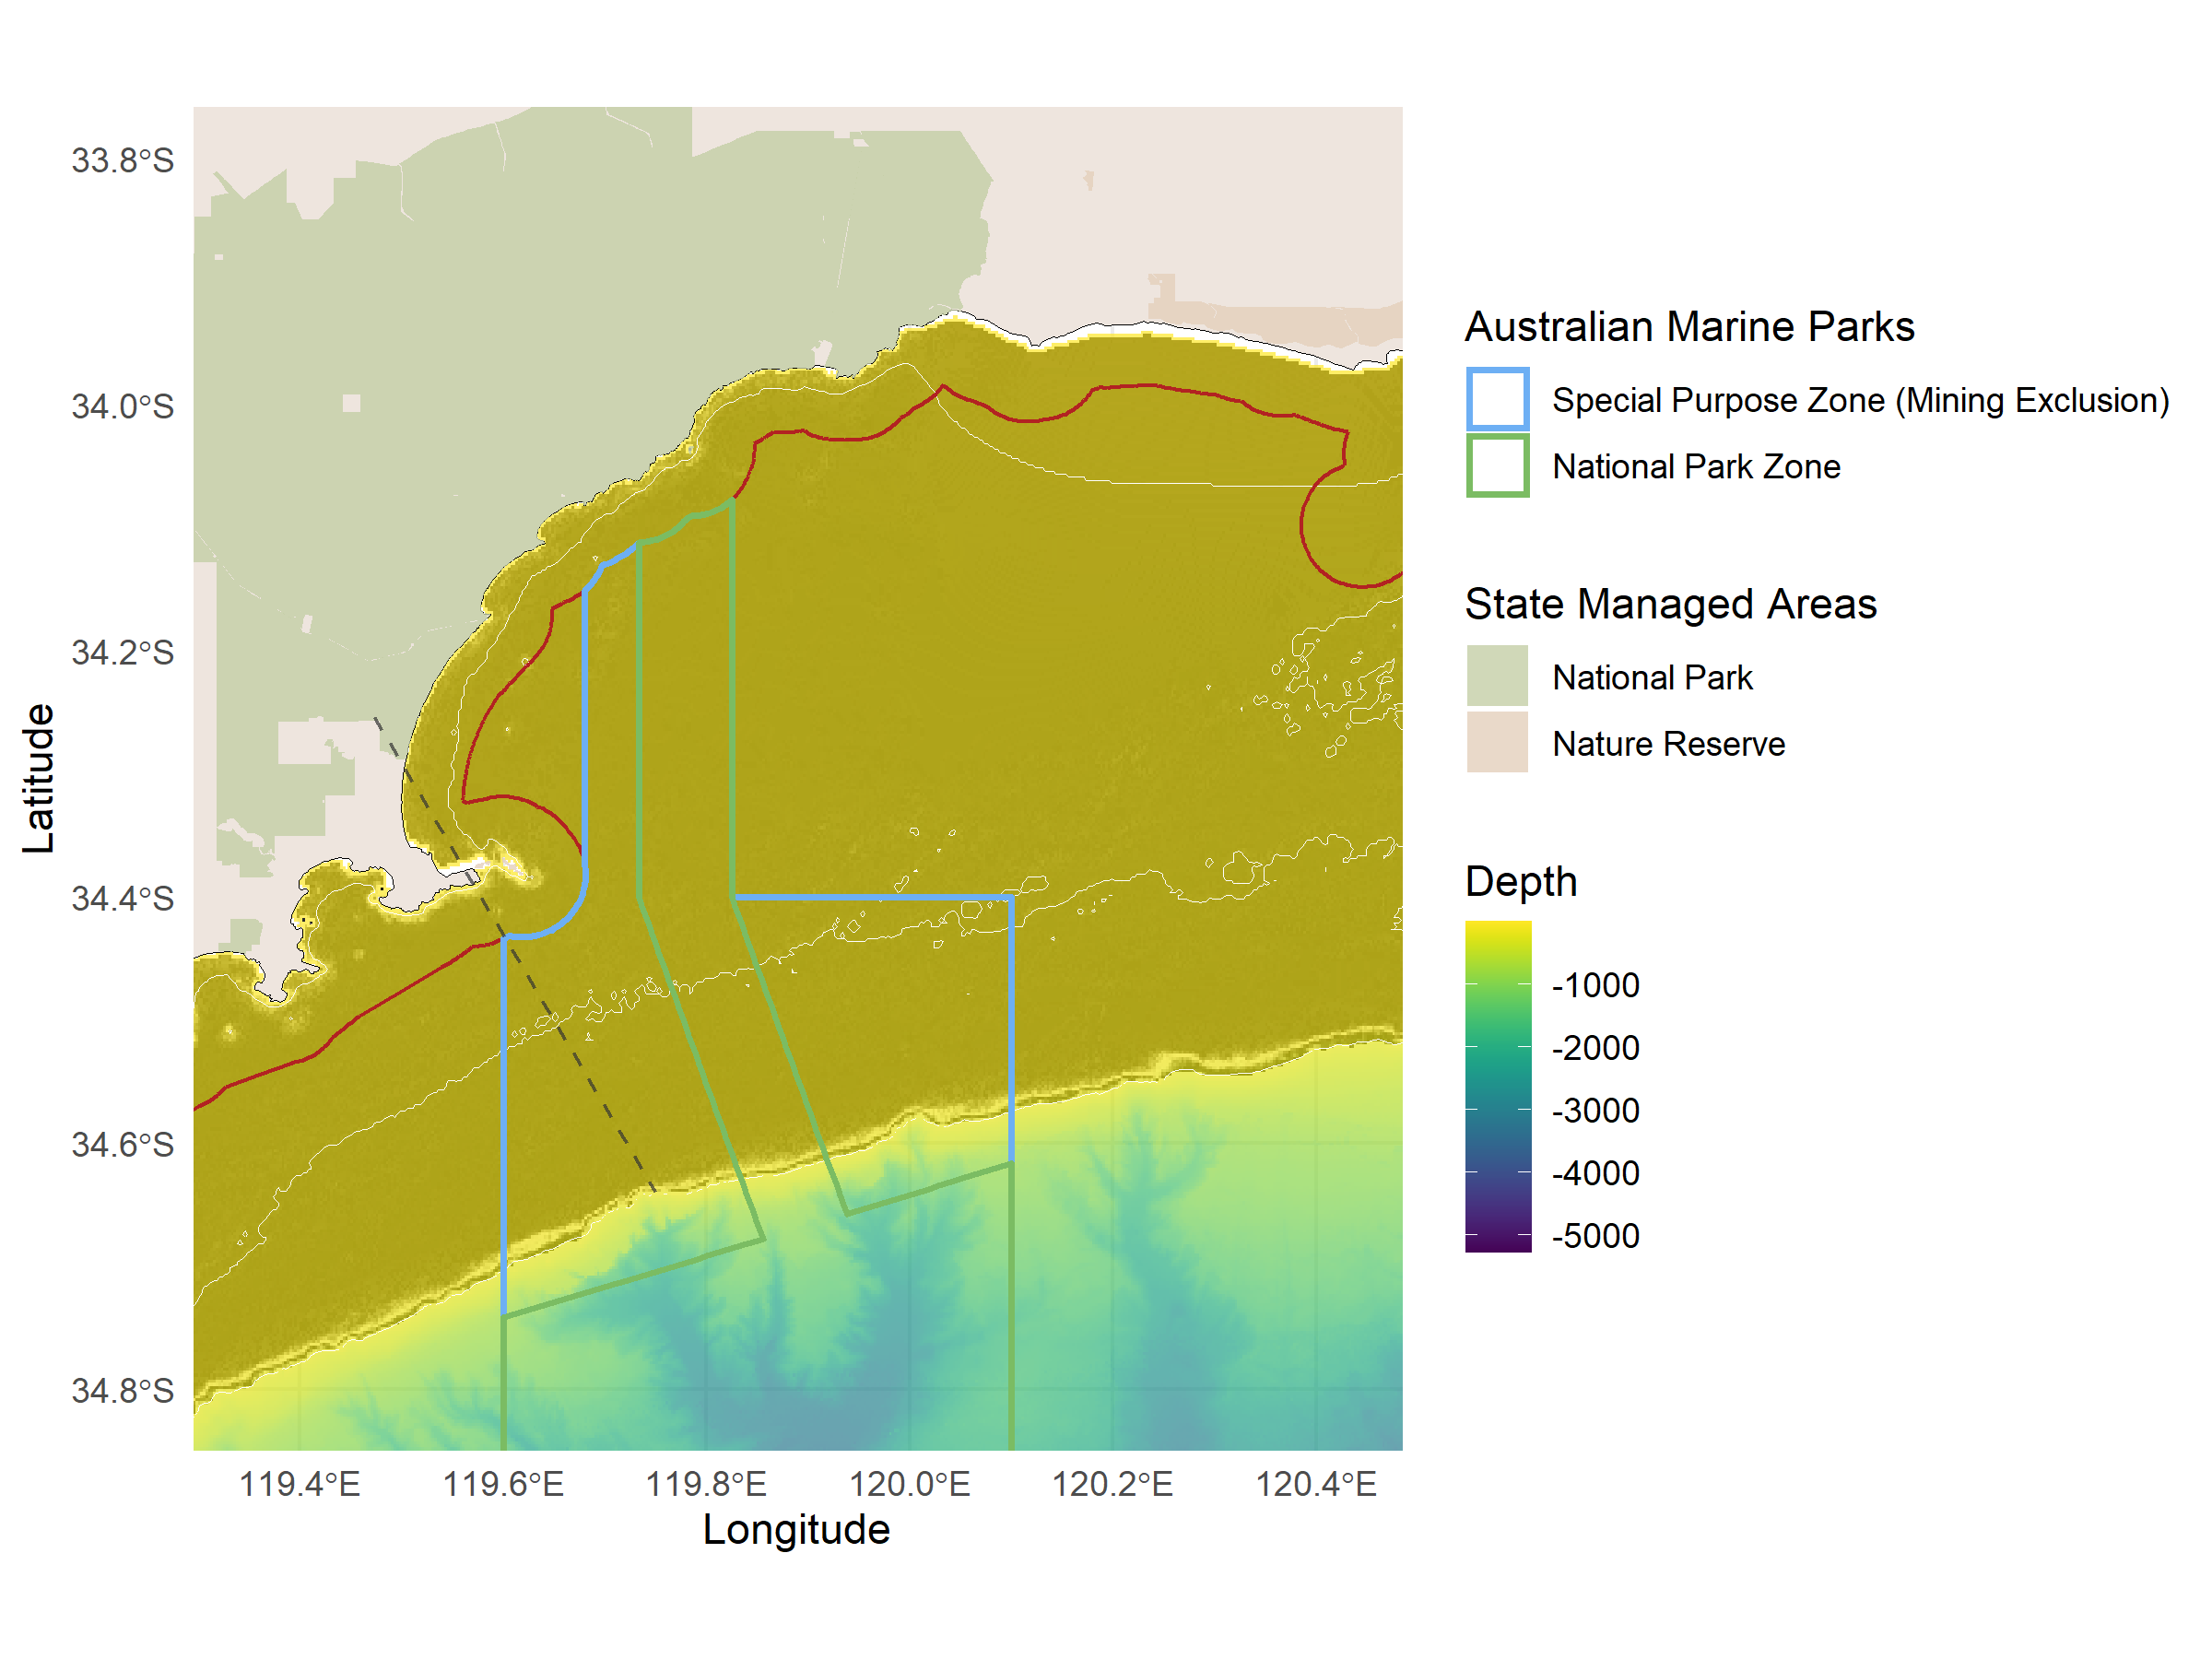 33.8°S
34.0°S
34.2°S
34.4°S
34.6°S
34.8°S
Latitude
119.4°E
119.6°E
119.8°E
120.0°E
120.2°E
120.4°E
Longitude
Australian Marine Parks
Special Purpose Zone (Mining Exclusion)
National Park Zone
State Managed Areas
National Park
Nature Reserve
Depth
-1000
-2000
-3000
-4000
-5000